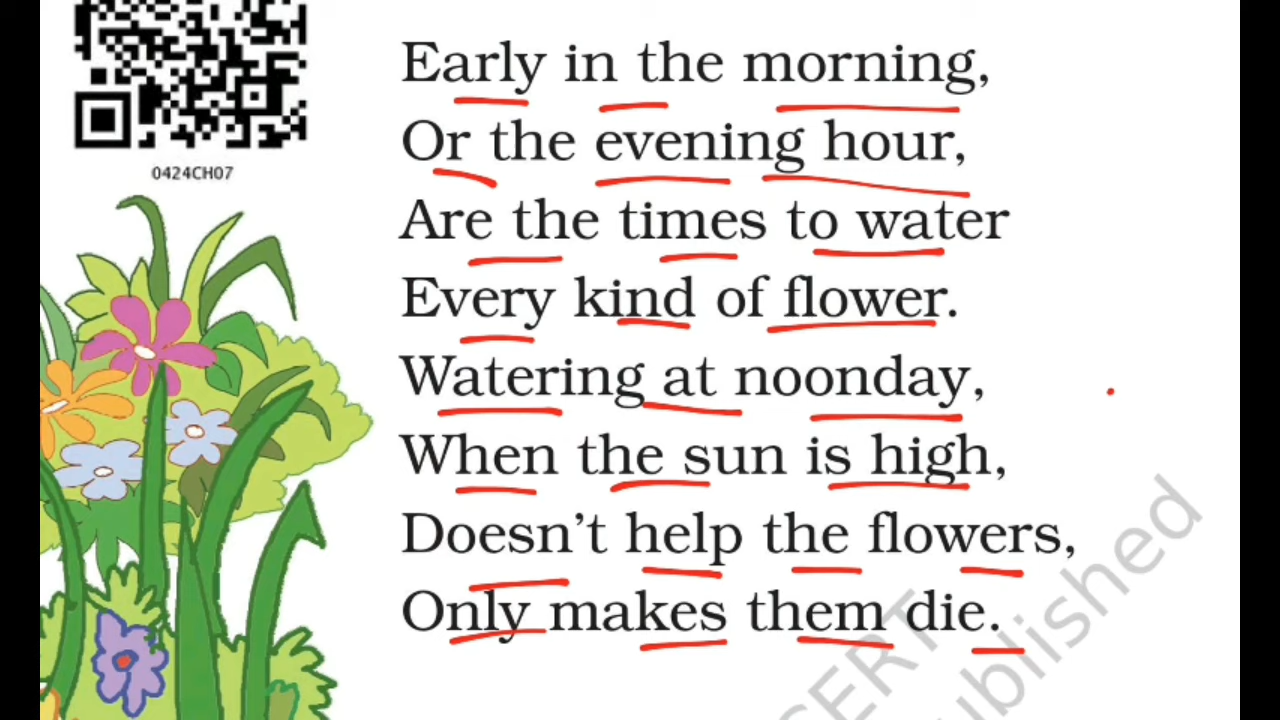 0424CH07
Early in the morning,
Or the evening hour,
Are the times to water
Every kind of flower.
Watering at noonday,
When the sun is high,
Doesn't help the flowers,
Only makes them die.